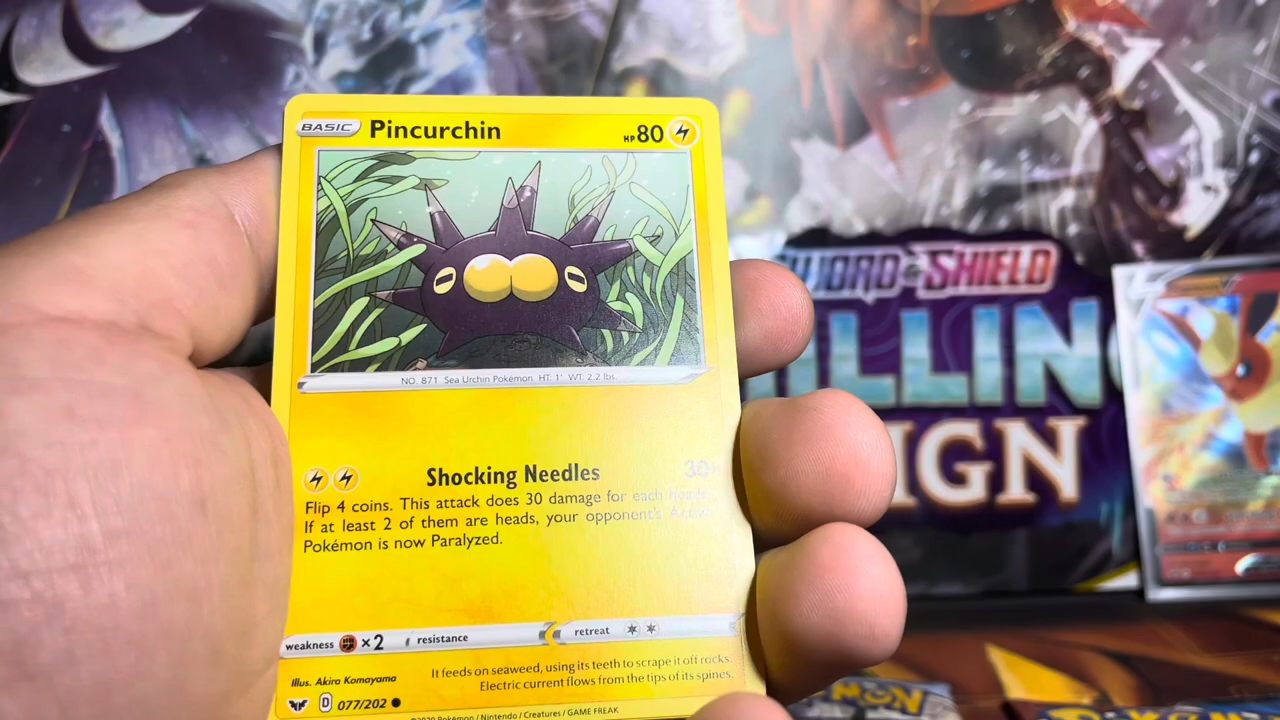 BASIC Pincurchin HP 80
NO. 871 Sea Urchin Pokémon. HT: 1' WT: 2.2 lbs.
Shocking Needles 30
Flip 4 coins. This attack does 30 damage for each heads.
If at least 2 of them are heads, your opponent's Active
Pokémon is now Paralyzed.
weakness ×2 resistance retreat
It feeds on seaweed, using its teeth to scrape it off rocks.
Electric current flows from the tips of its spines.
Illus. Akira Komayama
D 077/202
©2020 Pokémon / Nintendo / Creatures / GAME FREAK
SWORD & SHIELD
ILLIN
IGN